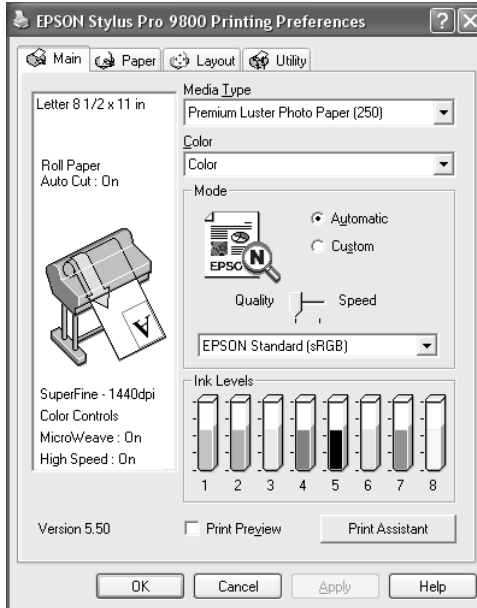 EPSON Stylus Pro 9800 Printing Preferences
Main
Paper
Layout
Utility
Letter 8 1/2 x 11 in
Roll Paper
Auto Cut : On
SuperFine - 1440dpi
Color Controls
MicroWeave : On
High Speed : On
Version 5.50
Media Type
Premium Luster Photo Paper (250)
Color
Color
Mode
EPSO
N
Automatic
Custom
Quality
Speed
EPSON Standard (sRGB)
Ink Levels
1 2 3 4 5 6 7 8
Print Preview
Print Assistant
OK
Cancel
Apply
Help